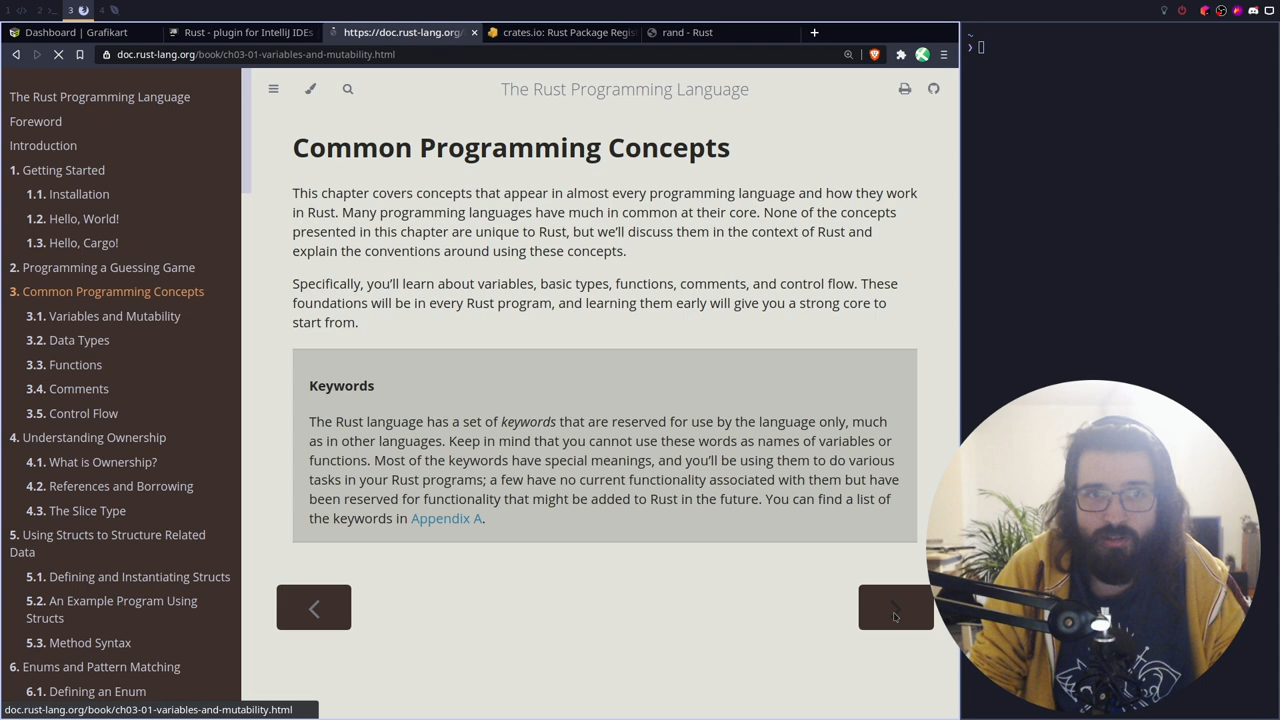 1
2
3
4
Dashboard | Grafikart
Rust - plugin for IntelliJ IDEs
https://doc.rust-lang.org/
crates.io: Rust Package Regis
rand - Rust
doc.rust-lang.org/book/ch03-01-variables-and-mutability.html
The Rust Programming Language
Foreword
Introduction
1. Getting Started
1.1. Installation
1.2. Hello, World!
1.3. Hello, Cargo!
2. Programming a Guessing Game
3. Common Programming Concepts
3.1. Variables and Mutability
3.2. Data Types
3.3. Functions
3.4. Comments
3.5. Control Flow
4. Understanding Ownership
4.1. What is Ownership?
4.2. References and Borrowing
4.3. The Slice Type
5. Using Structs to Structure Related
Data
5.1. Defining and Instantiating Structs
5.2. An Example Program Using
Structs
5.3. Method Syntax
6. Enums and Pattern Matching
6.1. Defining an Enum
The Rust Programming Language
Common Programming Concepts
This chapter covers concepts that appear in almost every programming language and how they work
in Rust. Many programming languages have much in common at their core. None of the concepts
presented in this chapter are unique to Rust, but we’ll discuss them in the context of Rust and
explain the conventions around using these concepts.
Specifically, you’ll learn about variables, basic types, functions, comments, and control flow. These
foundations will be in every Rust program, and learning them early will give you a strong core to
start from.
Keywords
The Rust language has a set of keywords that are reserved for use by the language only, much
as in other languages. Keep in mind that you cannot use these words as names of variables or
functions. Most of the keywords have special meanings, and you’ll be using them to do various
tasks in your Rust programs; a few have no current functionality associated with them but have
been reserved for functionality that might be added to Rust in the future. You can find a list of
the keywords in Appendix A.
doc.rust-lang.org/book/ch03-01-variables-and-mutability.html
~